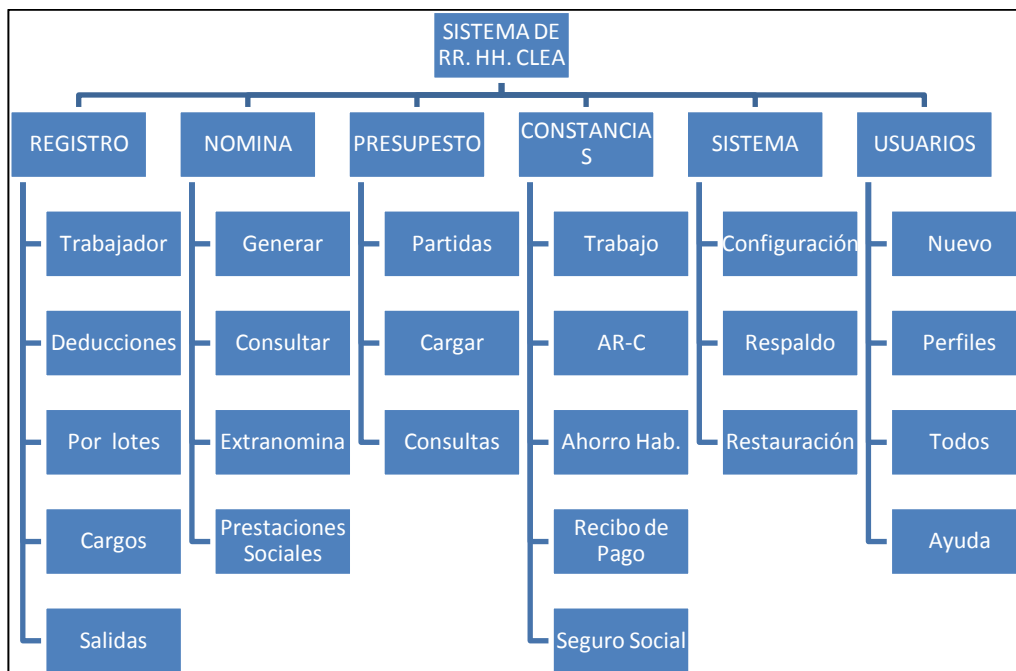 SISTEMA DE
RR. HH. CLEA
REGISTRO
Trabajador
Deducciones
Por lotes
Cargos
Salidas
NOMINA
Generar
Consultar
Extranomina
Prestaciones
Sociales
PRESUPESTO
Partidas
Cargar
Consultas
CONSTANCIA
S
Trabajo
AR-C
Ahorro Hab.
Recibo de
Pago
Seguro Social
SISTEMA
Configuración
Respaldo
Restauración
USUARIOS
Nuevo
Perfiles
Todos
Ayuda